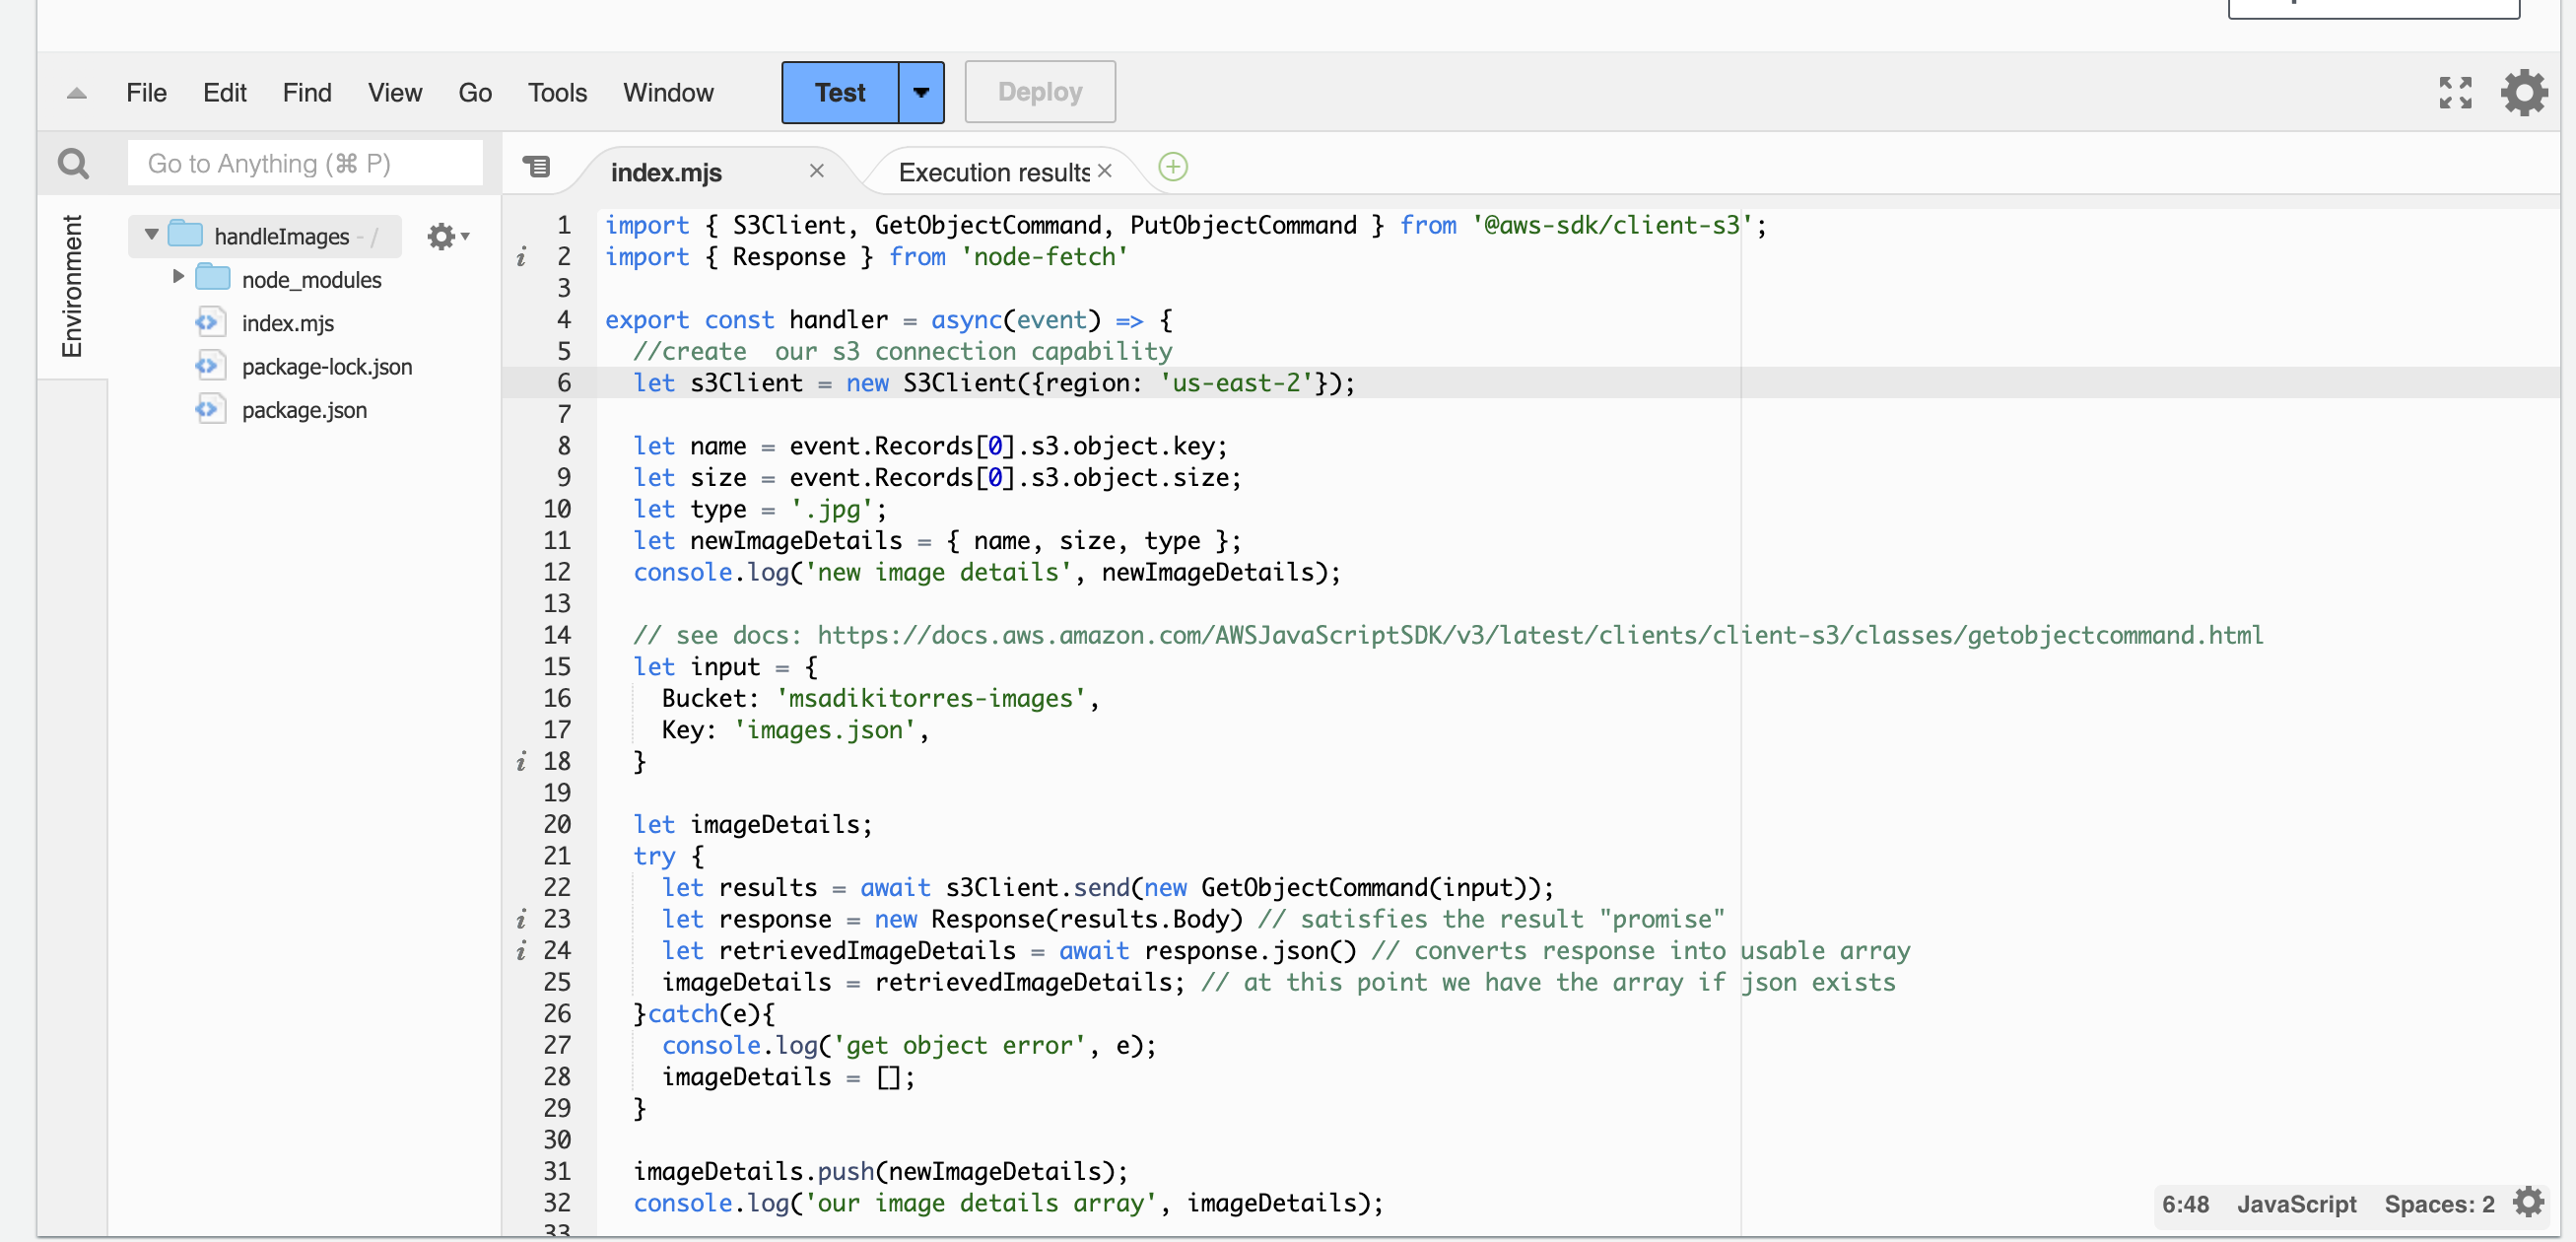 File Edit Find View Go Tools Window Test Deploy
Go to Anything (⌘ P)
index.mjs
Execution results
Environment
handleImages - /
node_modules
index.mjs
package-lock.json
package.json
1 import { S3Client, GetObjectCommand, PutObjectCommand } from '@aws-sdk/client-s3';
2 import { Response } from 'node-fetch'
3
4 export const handler = async(event) => {
5   //create  our s3 connection capability
6   let s3Client = new S3Client({region: 'us-east-2'});
7
8   let name = event.Records[0].s3.object.key;
9   let size = event.Records[0].s3.object.size;
10   let type = '.jpg';
11   let newImageDetails = { name, size, type };
12   console.log('new image details', newImageDetails);
13
14   // see docs: https://docs.aws.amazon.com/AWSJavaScriptSDK/v3/latest/clients/client-s3/classes/getobjectcommand.html
15   let input = {
16     Bucket: 'msadikitorres-images',
17     Key: 'images.json',
18   }
19
20   let imageDetails;
21   try {
22     let results = await s3Client.send(new GetObjectCommand(input));
23     let response = new Response(results.Body) // satisfies the result "promise"
24     let retrievedImageDetails = await response.json() // converts response into usable array
25     imageDetails = retrievedImageDetails; // at this point we have the array if json exists
26   }catch(e){
27     console.log('get object error', e);
28     imageDetails = [];
29   }
30
31   imageDetails.push(newImageDetails);
32   console.log('our image details array', imageDetails);
33
6:48 JavaScript Spaces: 2